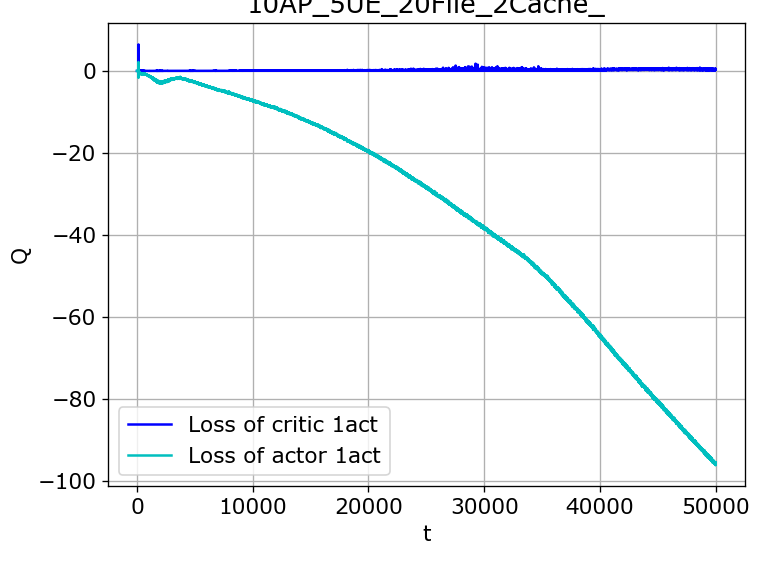 10AP_5UE_20File_2Cache_
Q
0
−20
−40
−60
−80
−100
Loss of critic 1act
Loss of actor 1act
0 10000 20000 30000 40000 50000
t